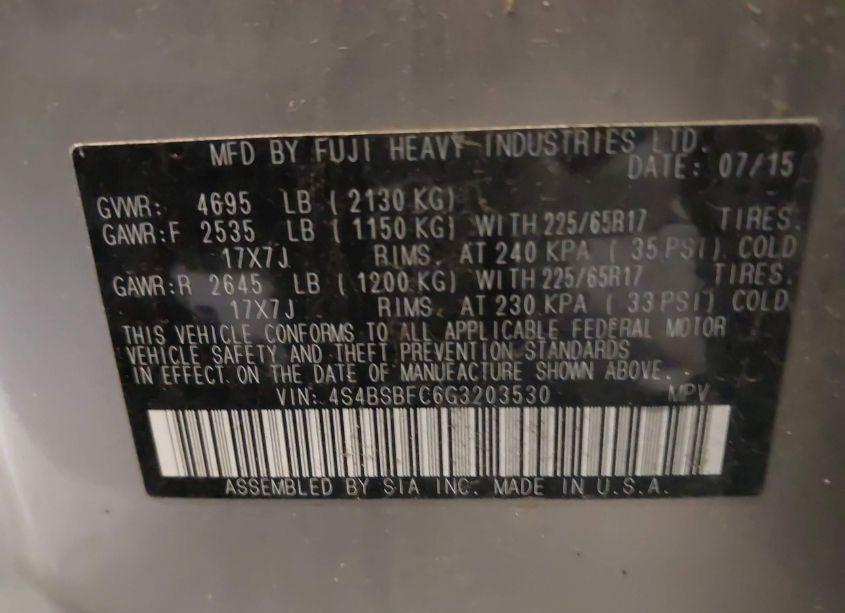 MFD BY FUJI HEAVY INDUSTRIES LTD.
DATE: 07/15
GVWR: 4695 LB ( 2130 KG)
GAWR:F 2535 LB ( 1150 KG) WITH 225/65R17 TIRES.
17X7J RIMS. AT 240 KPA ( 35 PSI) COLD
GAWR:R 2645 LB ( 1200 KG) WITH 225/65R17 TIRES.
17X7J RIMS. AT 230 KPA ( 33 PSI) COLD
THIS VEHICLE CONFORMS TO ALL APPLICABLE FEDERAL MOTOR
VEHICLE SAFETY AND THEFT PREVENTION STANDARDS
IN EFFECT ON THE DATE OF MANUFACTURE SHOWN ABOVE.
VIN: 4S4BSBFC6G3203530 MPV
ASSEMBLED BY SIA INC. MADE IN U.S.A.